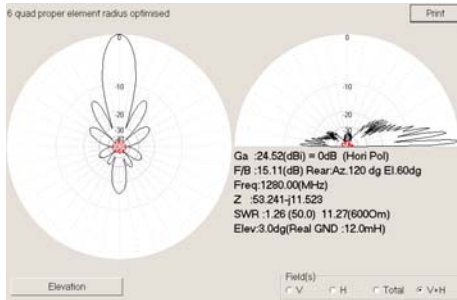 6 quad proper element radius optimised
Print
0
-10
-20
-30
0
-10
-20
-30
Ga :24.52(dBi) = 0dB (Hori Pol)
F/B :15.11(dB) Rear:Az.120 dg El.60dg
Freq:1280.00(MHz)
Z :53.241-j11.523
SWR :1.26 (50.0) 11.27(600Om)
Elev:3.0dg(Real GND :12.0mH)
Elevation
Field(s)
V
H
Total
V+H